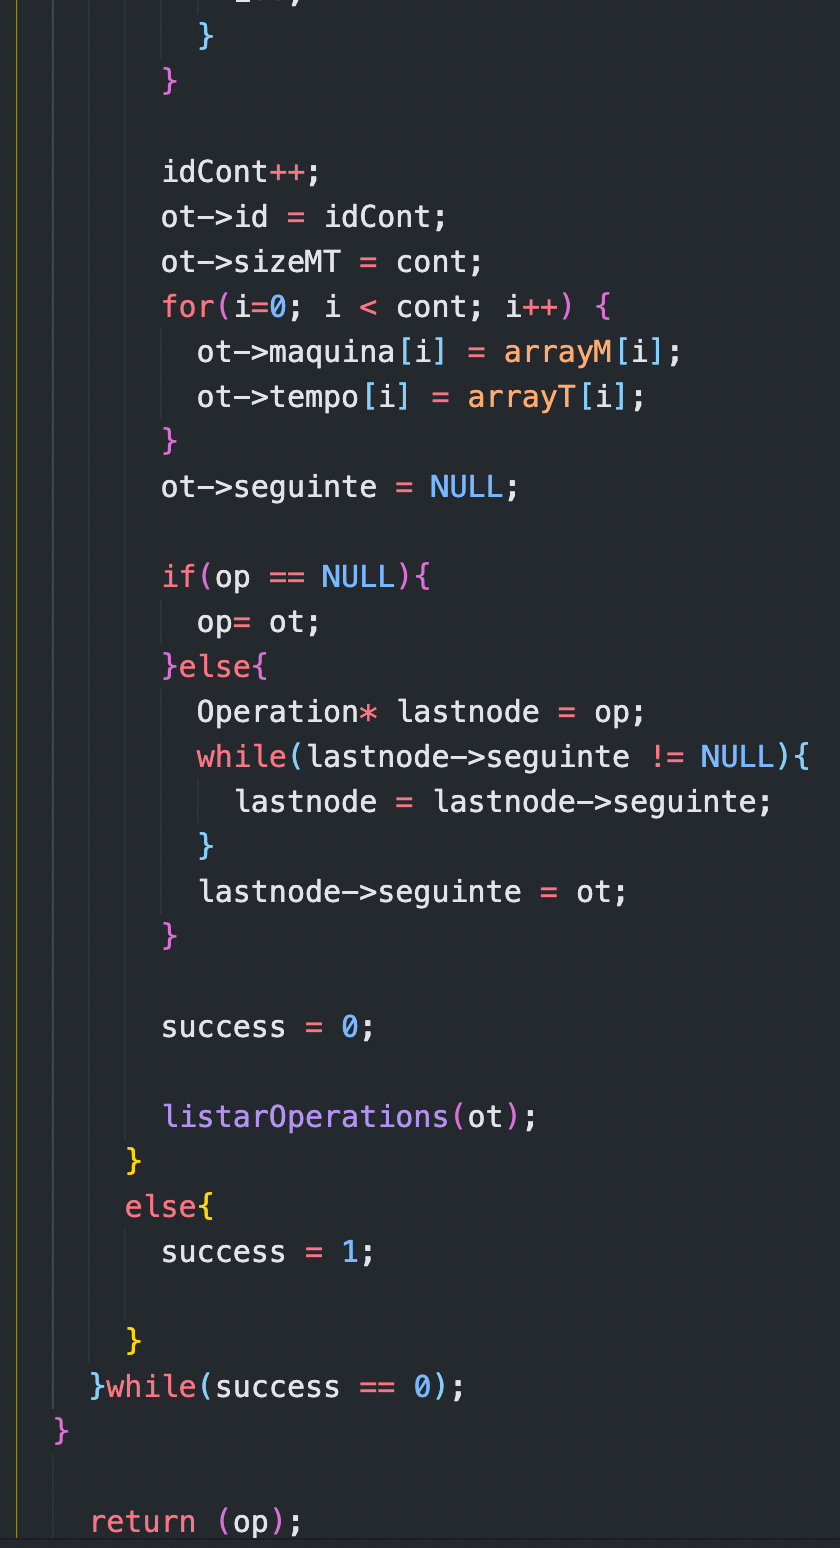 }
}
idCont++;
ot->id = idCont;
ot->sizeMT = cont;
for(i=0; i < cont; i++) {
ot->maquina[i] = arrayM[i];
ot->tempo[i] = arrayT[i];
}
ot->seguinte = NULL;
if(op == NULL){
op= ot;
}else{
Operation* lastnode = op;
while(lastnode->seguinte != NULL){
lastnode = lastnode->seguinte;
}
lastnode->seguinte = ot;
}
success = 0;
listarOperations(ot);
}
else{
success = 1;
}
}while(success == 0);
}
return (op);